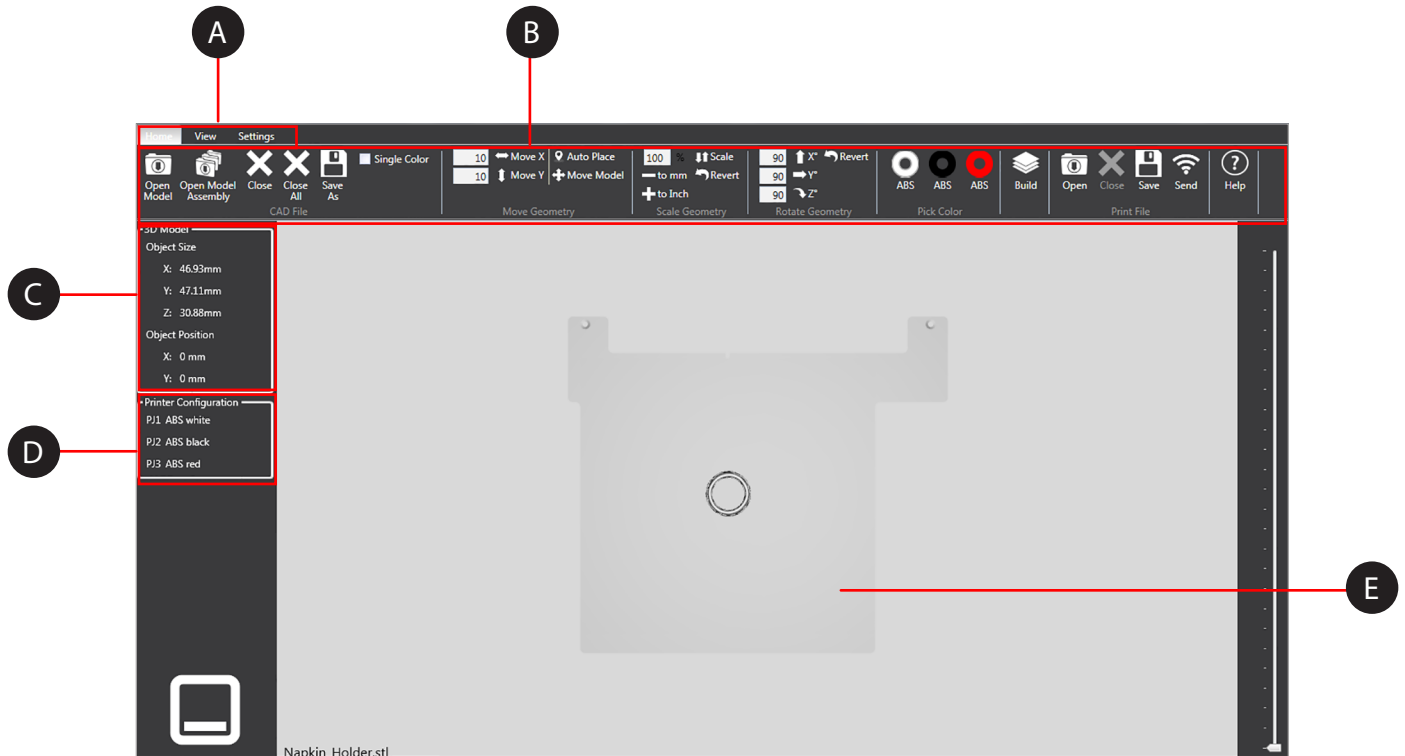 A
B
Home View Settings
Open Model
Open Model Assembly
Close
Close All
Save As
Single Color
CAD File
10 Move X
Auto Place
10 Move Y
Move Model
Move Geometry
100 % Scale
to mm Revert
to Inch
Scale Geometry
90 X° Revert
90 Y°
90 Z°
Rotate Geometry
ABS ABS ABS
Pick Color
Build
Open Close Save Send
Print File
? Help
C
3D Model
Object Size
X: 46.93mm
Y: 47.11mm
Z: 30.88mm
Object Position
X: 0 mm
Y: 0 mm
D
Printer Configuration
PJ1 ABS white
PJ2 ABS black
PJ3 ABS red
E
Napkin Holder.stl